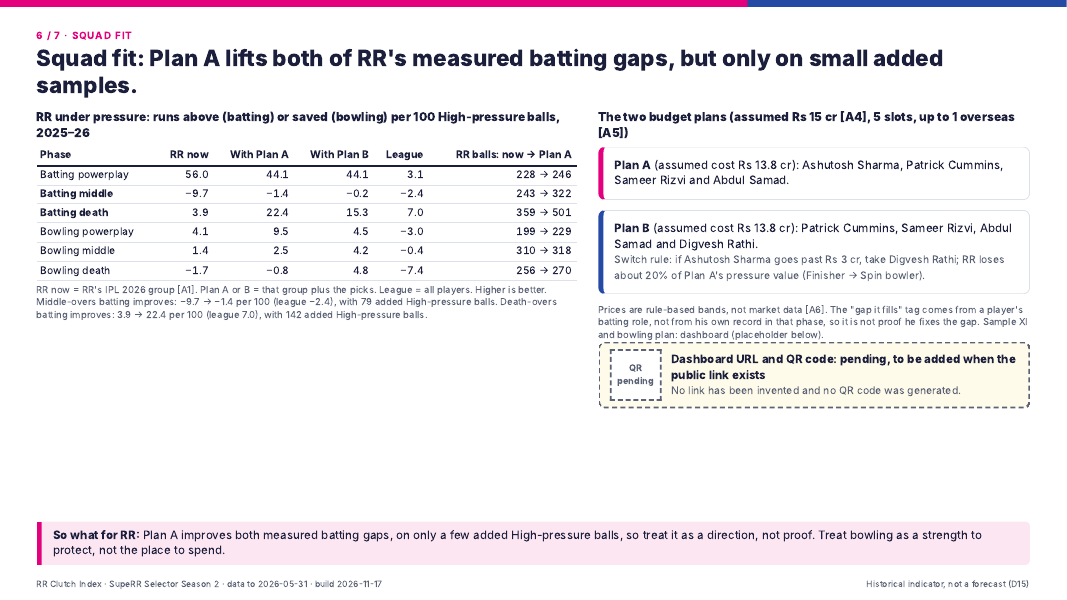 6 / 7 · SQUAD FIT
Squad fit: Plan A lifts both of RR's measured batting gaps, but only on small added
samples.
RR under pressure: runs above (batting) or saved (bowling) per 100 High-pressure balls,
2025–26
Phase RR now With Plan A With Plan B League RR balls: now → Plan A
Batting powerplay 56.0 44.1 44.1 3.1 228 → 246
Batting middle −9.7 −1.4 −0.2 −2.4 243 → 322
Batting death 3.9 22.4 15.3 7.0 359 → 501
Bowling powerplay 4.1 9.5 4.5 −3.0 199 → 229
Bowling middle 1.4 2.5 4.2 −0.4 310 → 318
Bowling death −1.7 −0.8 4.8 −7.4 256 → 270
RR now = RR's IPL 2026 group [A1]. Plan A or B = that group plus the picks. League = all players. Higher is better.
Middle-overs batting improves: −9.7 → −1.4 per 100 (league −2.4), with 79 added High-pressure balls. Death-overs
batting improves: 3.9 → 22.4 per 100 (league 7.0), with 142 added High-pressure balls.
The two budget plans (assumed Rs 15 cr [A4], 5 slots, up to 1 overseas
[A5])
Plan A (assumed cost Rs 13.8 cr): Ashutosh Sharma, Patrick Cummins,
Sameer Rizvi and Abdul Samad.
Plan B (assumed cost Rs 13.8 cr): Patrick Cummins, Sameer Rizvi, Abdul
Samad and Digvesh Rathi.
Switch rule: if Ashutosh Sharma goes past Rs 3 cr, take Digvesh Rathi; RR loses
about 20% of Plan A's pressure value (Finisher → Spin bowler).
Prices are rule-based bands, not market data [A6]. The "gap it fills" tag comes from a player's
batting role, not from his own record in that phase, so it is not proof he fixes the gap. Sample XI
and bowling plan: dashboard (placeholder below).
QR
pending
Dashboard URL and QR code: pending, to be added when the
public link exists
No link has been invented and no QR code was generated.
So what for RR: Plan A improves both measured batting gaps, on only a few added High-pressure balls, so treat it as a direction, not proof. Treat bowling as a strength to
protect, not the place to spend.
RR Clutch Index · SupeRR Selector Season 2 · data to 2026-05-31 · build 2026-11-17
Historical indicator, not a forecast (D15)